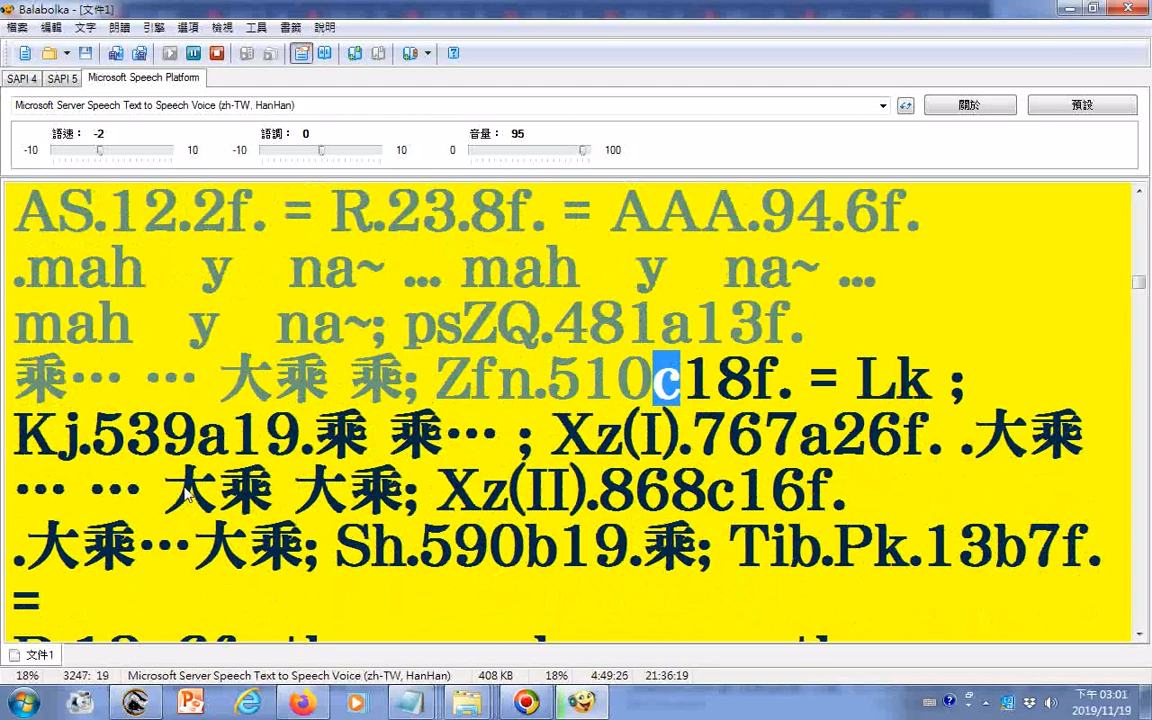 Balabolka - [文件1]
檔案 編輯 文字 朗讀 引擎 選項 檢視 工具 書籤 說明
SAPI 4 SAPI 5 Microsoft Speech Platform
Microsoft Server Speech Text to Speech Voice (zh-TW, HanHan) 關於 預設
語速： -2 語調： 0 音量： 95
-10 10 -10 10 0 100
AS.12.2f. = R.23.8f. = AAA.94.6f.
.mah y na~ ... mah y na~ ...
mah y na~; psZQ.481a13f.
乘… … 大乘 乘; Zfn.510c18f. = Lk ;
Kj.539a19.乘 乘… ; Xz(I).767a26f. .大乘
… … 大乘 大乘; Xz(II).868c16f.
.大乘…大乘; Sh.590b19.乘; Tib.Pk.13b7f.
=
文件1
18% 3247: 19 Microsoft Server Speech Text to Speech Voice (zh-TW, HanHan) 408 KB 18% 4:49:26 21:36:19
下午 03:01
2019/11/19